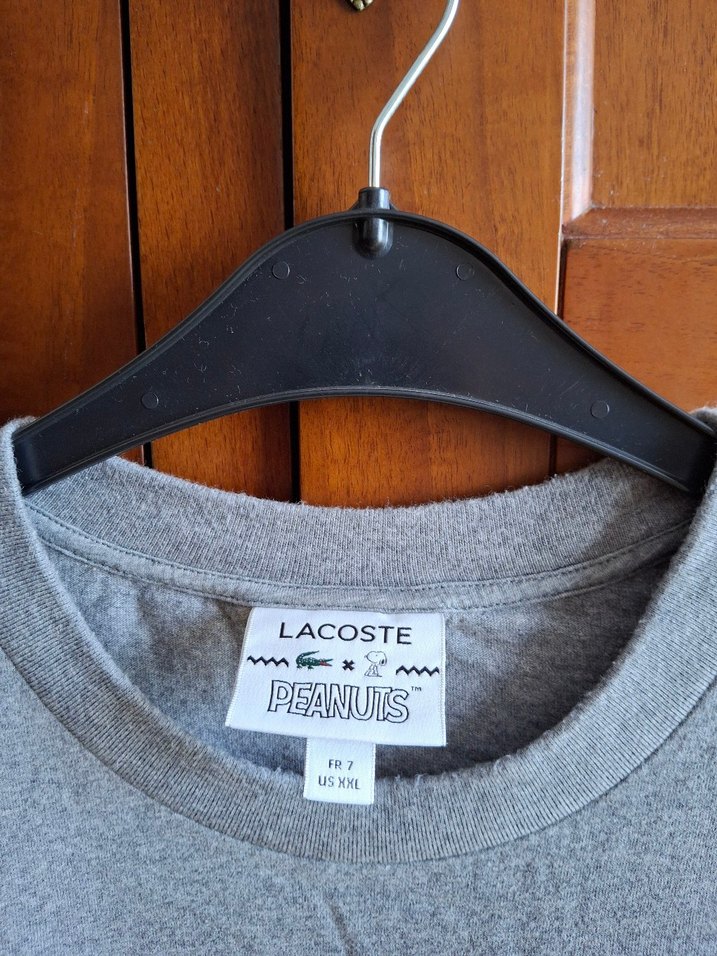 LACOSTE
PEANUTS™
FR 7
US XXL